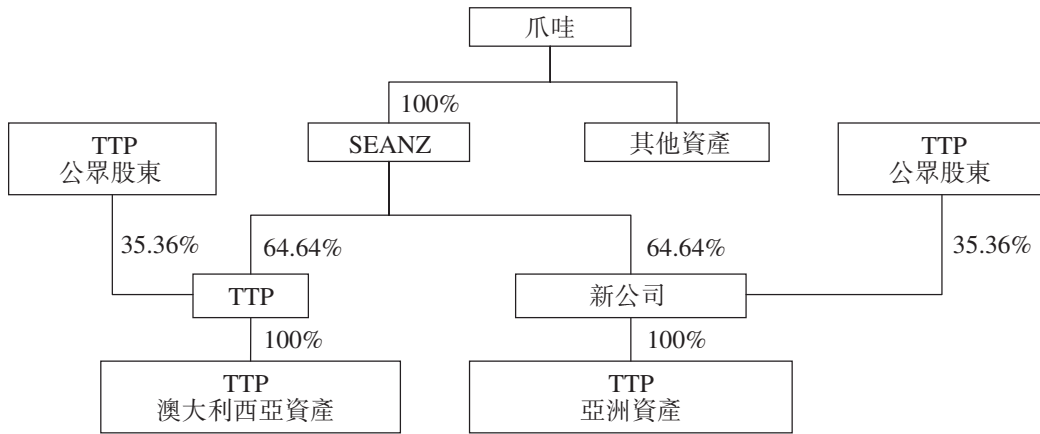 爪哇
100%
TTP
公眾股東
SEANZ
其他資產
TTP
公眾股東
35.36%
64.64%
64.64%
35.36%
TTP
新公司
100%
100%
TTP
澳大利西亞資產
TTP
亞洲資產